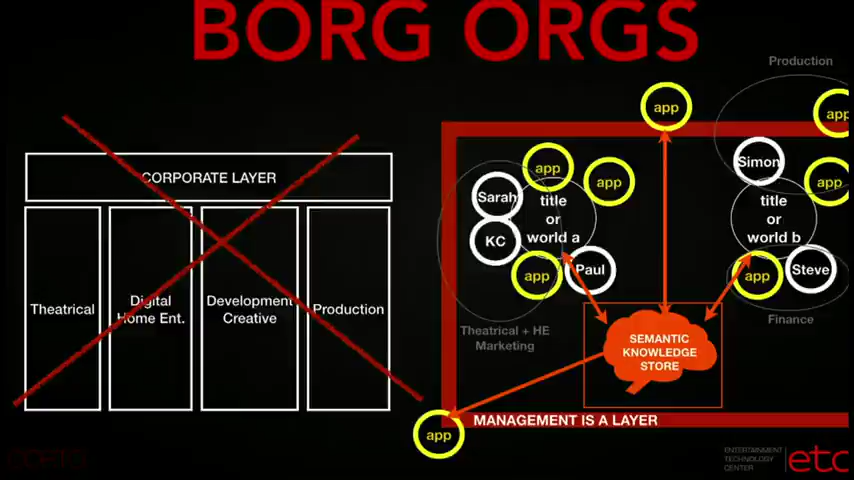 BORG ORGS
CORPORATE LAYER
Theatrical
Digital
Home Ent.
Development
Creative
Production
Production
app
app
app
app
Sarah
KC
title
or
world a
app
Paul
Theatrical + HE
Marketing
Simon
app
title
or
world b
app
Steve
Finance
SEMANTIC
KNOWLEDGE
STORE
MANAGEMENT IS A LAYER
app
ENTERTAINMENT
TECHNOLOGY
CENTER
etc